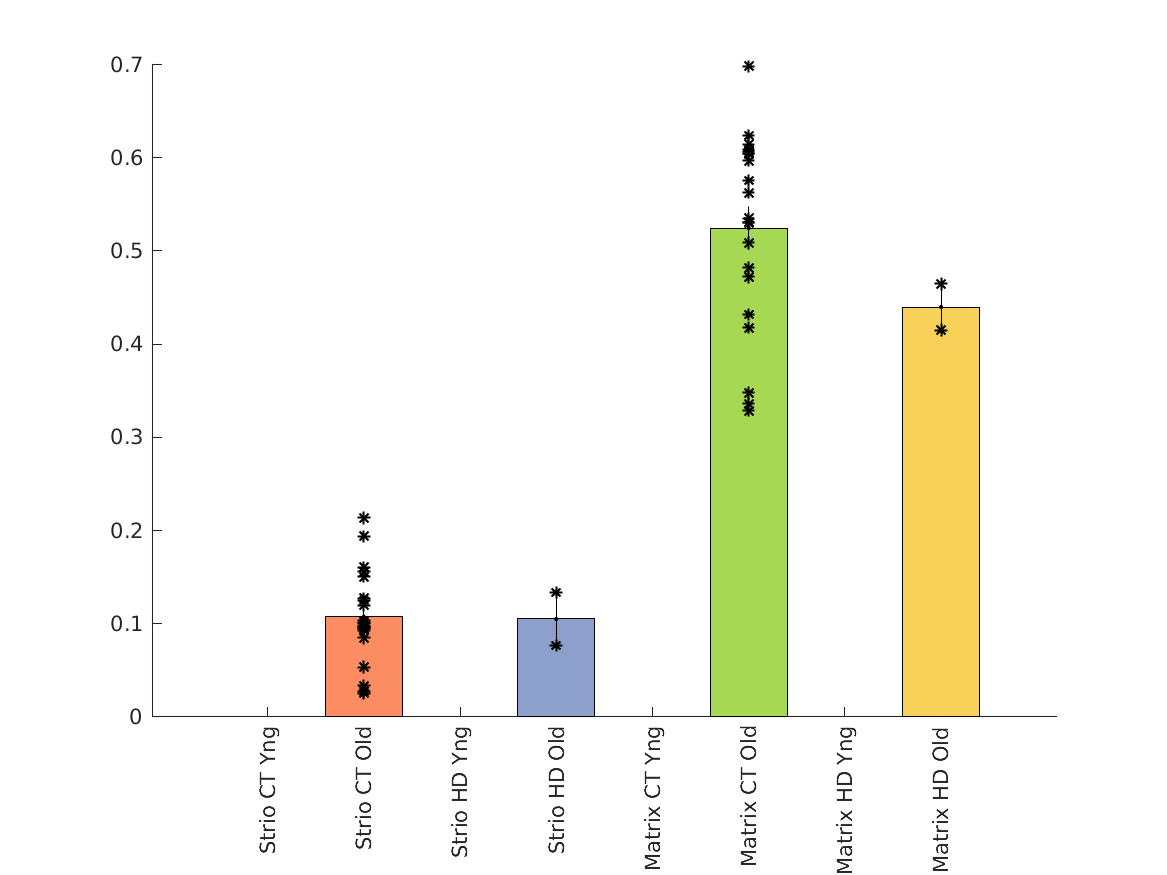 0.7
0.6
0.5
0.4
0.3
0.2
0.1
0
Strio CT Yng
Strio CT Old
Strio HD Yng
Strio HD Old
Matrix CT Yng
Matrix CT Old
Matrix HD Yng
Matrix HD Old